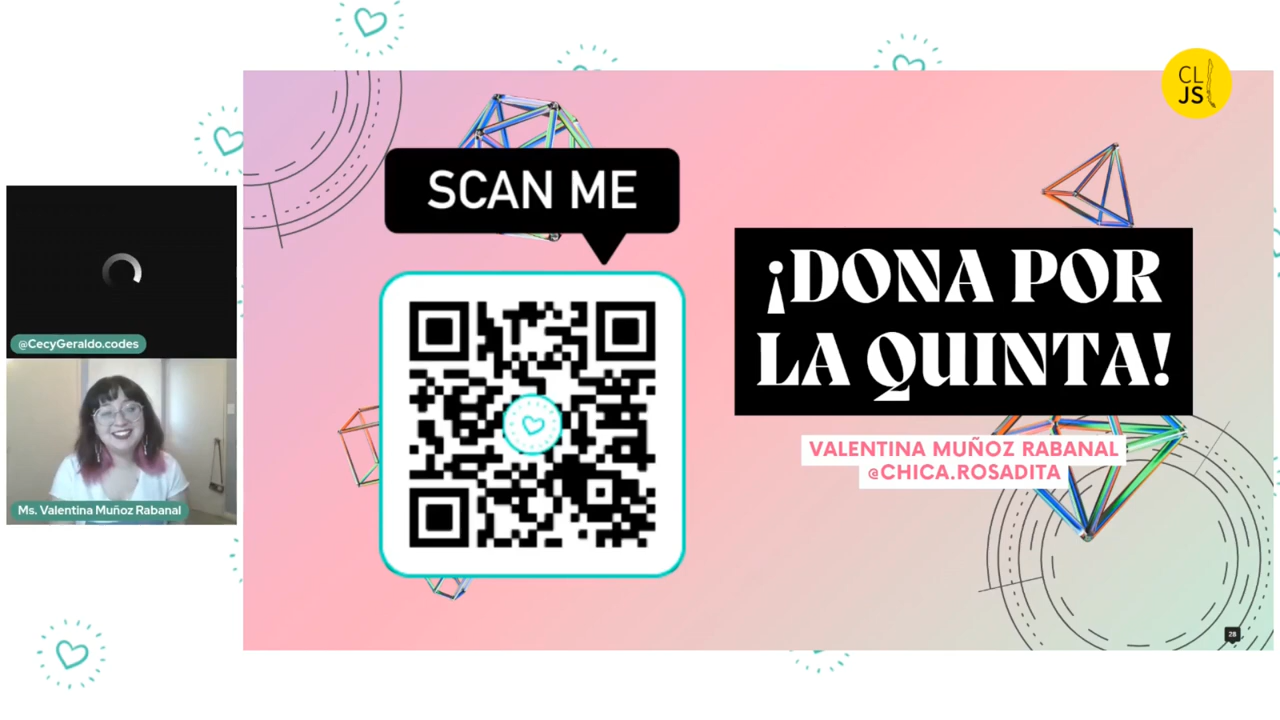 CL
JS
SCAN ME
¡DONA POR
LA QUINTA!
VALENTINA MUÑOZ RABANAL
@CHICA.ROSADITA
@CecyGeraldo.codes
Ms. Valentina Muñoz Rabanal
28